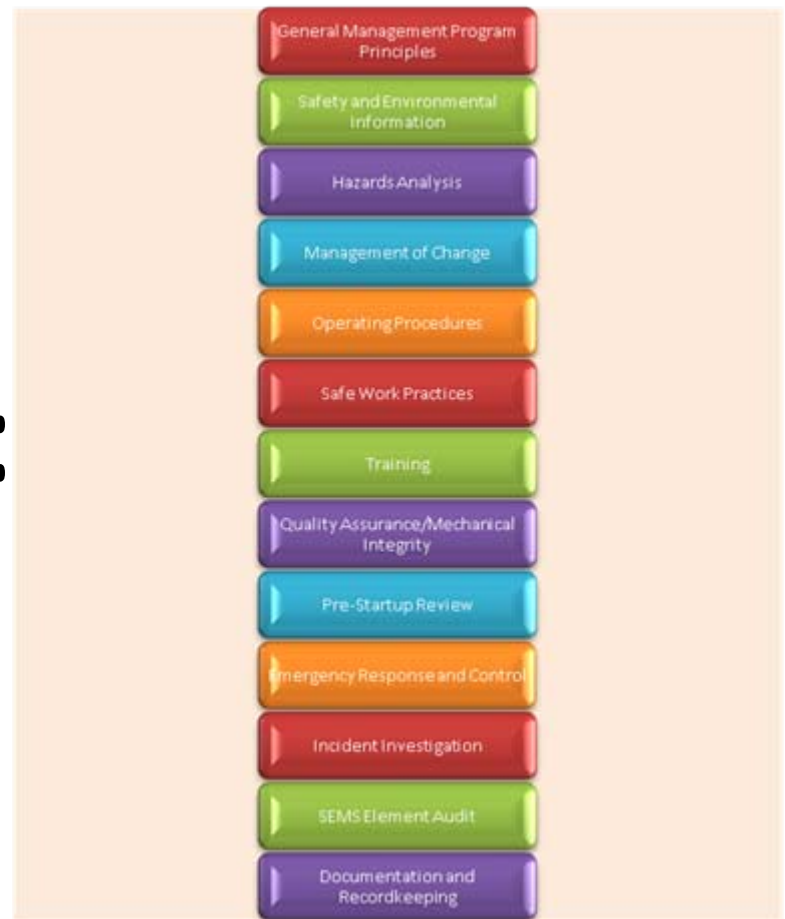 General Management Program
Principles
Safety and Environmental
Information
Hazards Analysis
Management of Change
Operating Procedures
Safe Work Practices
Training
Quality Assurance/Mechanical
Integrity
Pre-Startup Review
Emergency Response and Control
Incident Investigation
SEMS Element Audit
Documentation and
Recordkeeping